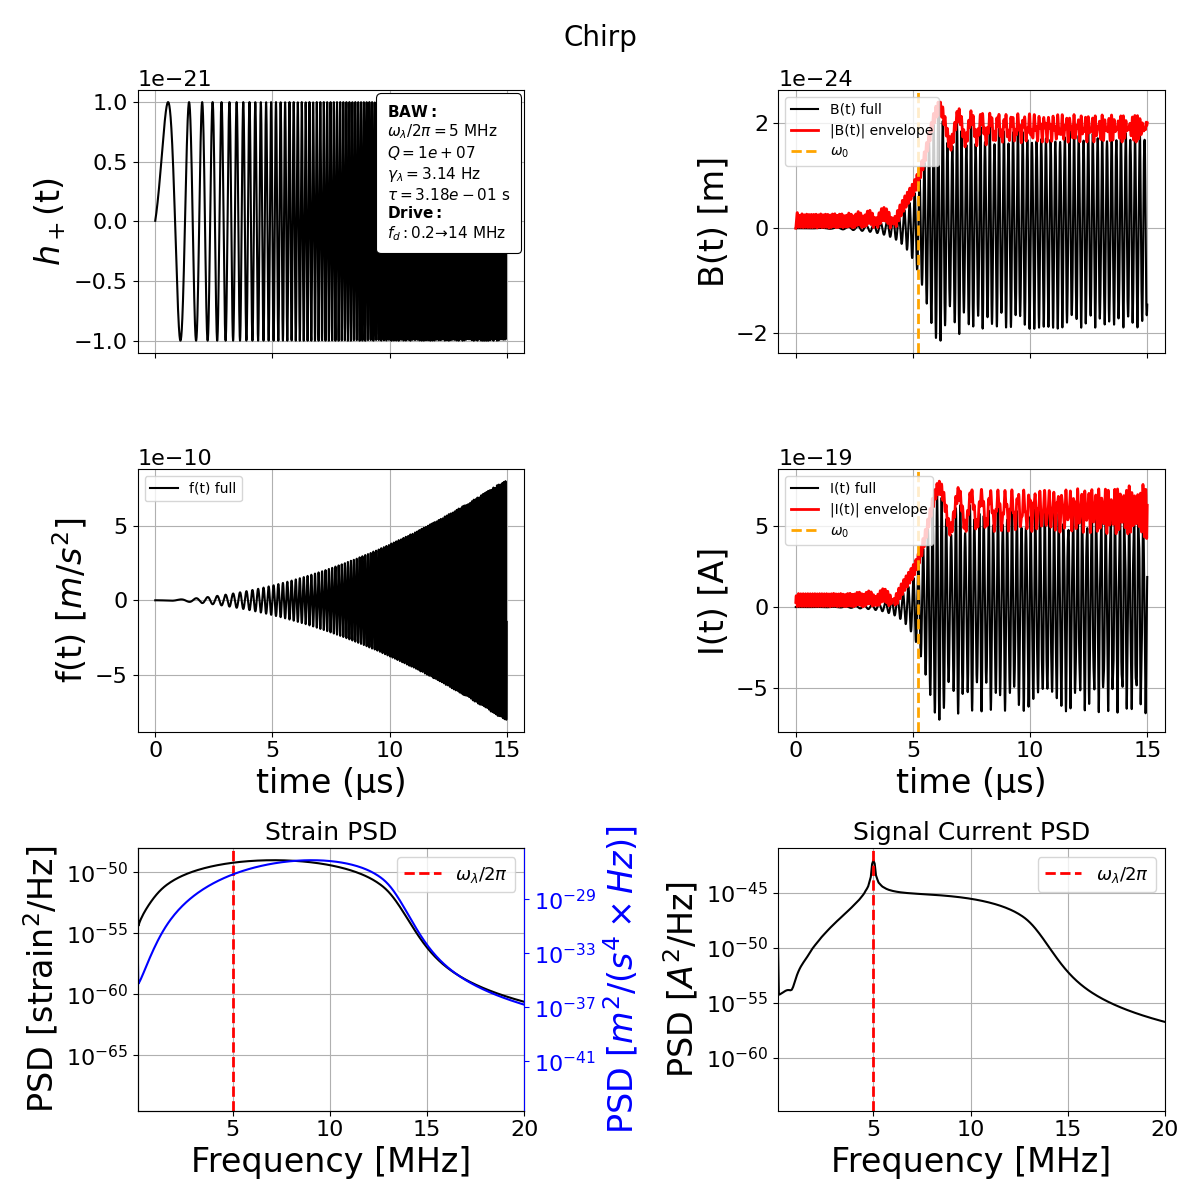 Chirp
1e−21
h₊(t)
1.0
0.5
0.0
−0.5
−1.0
BAW:
ωλ/2π = 5 MHz
Q = 1e + 07
γλ = 3.14 Hz
τ = 3.18e − 01 s
Drive:
f_d : 0.2→14 MHz
1e−24
B(t) [m]
2
0
−2
B(t) full
|B(t)| envelope
ω₀
1e−10
f(t) [m/s²]
5
0
−5
f(t) full
0 5 10 15
time (μs)
1e−19
I(t) [A]
5
0
−5
I(t) full
|I(t)| envelope
ω₀
0 5 10 15
time (μs)
Strain PSD
PSD [strain²/Hz]
10⁻⁵⁰
10⁻⁵⁵
10⁻⁶⁰
10⁻⁶⁵
ωλ/2π
10⁻²⁹
10⁻³³
10⁻³⁷
10⁻⁴¹
PSD [m²/(s⁴ × Hz)]
5 10 15 20
Frequency [MHz]
Signal Current PSD
PSD [A²/Hz]
10⁻⁴⁵
10⁻⁵⁰
10⁻⁵⁵
10⁻⁶⁰
ωλ/2π
5 10 15 20
Frequency [MHz]